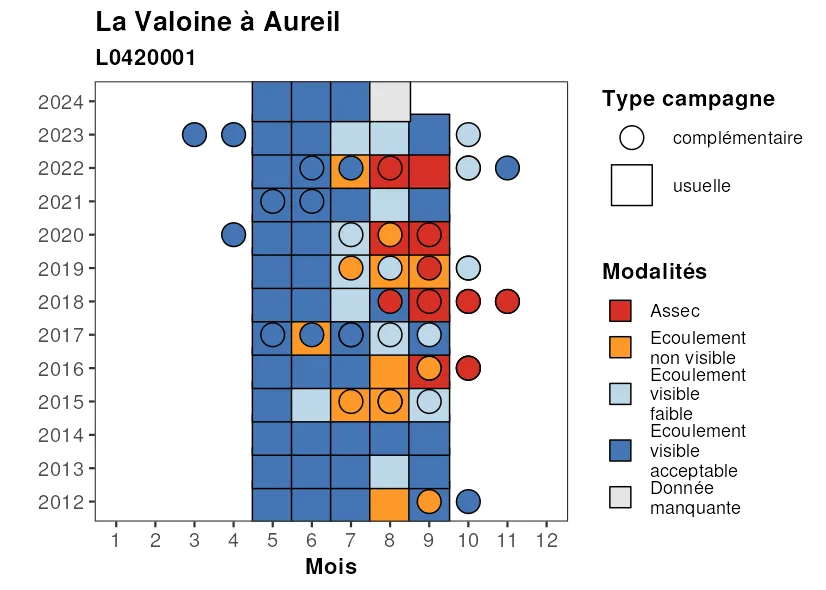 La Valoine à Aureil
L0420001
2024
2023
2022
2021
2020
2019
2018
2017
2016
2015
2014
2013
2012
1 2 3 4 5 6 7 8 9 10 11 12
Mois
Type campagne
complémentaire
usuelle
Modalités
Assec
Ecoulement
non visible
Ecoulement
visible
faible
Ecoulement
visible
acceptable
Donnée
manquante